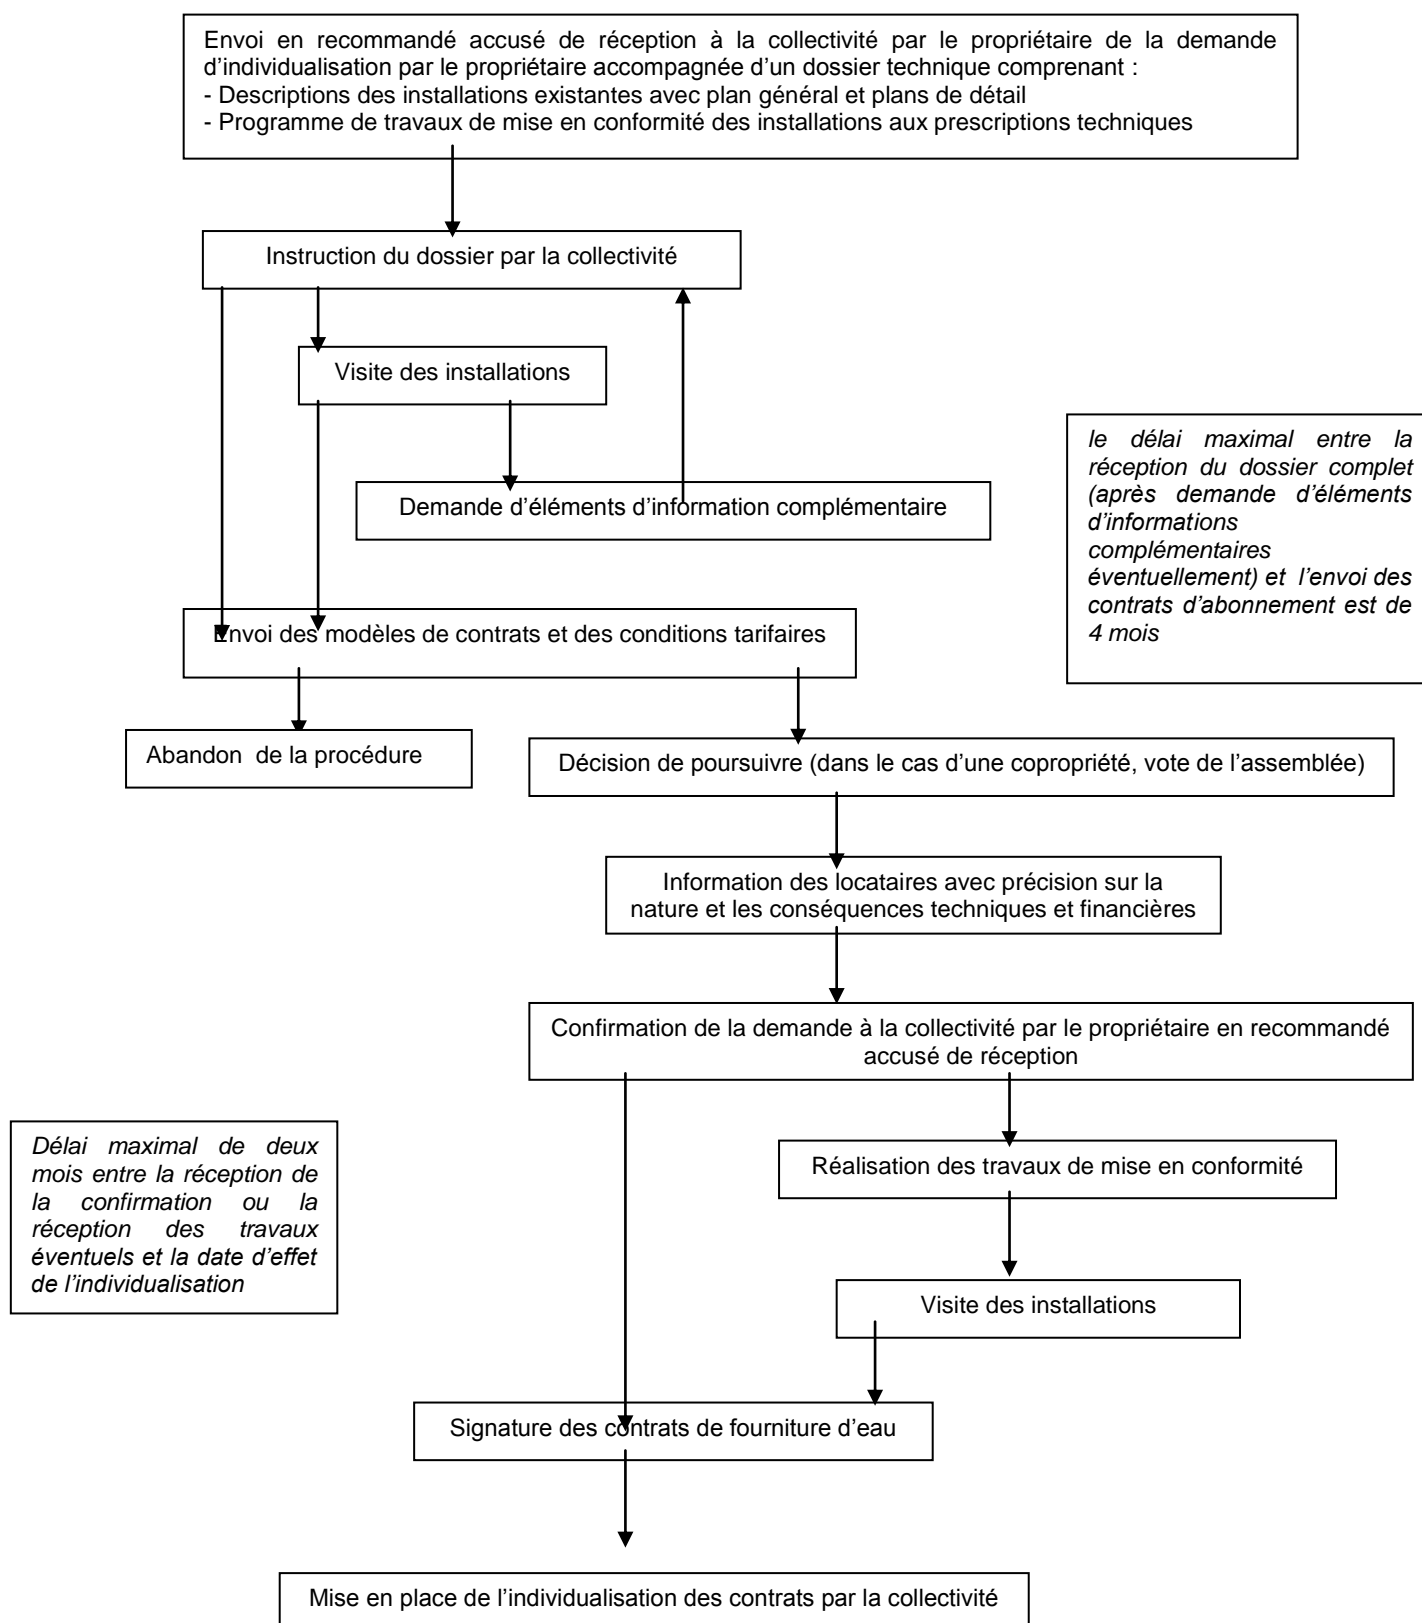 Envoi en recommandé accusé de réception à la collectivité par le propriétaire de la demande
d’individualisation par le propriétaire accompagnée d’un dossier technique comprenant :
- Descriptions des installations existantes avec plan général et plans de détail
- Programme de travaux de mise en conformité des installations aux prescriptions techniques
Instruction du dossier par la collectivité
Visite des installations
Demande d’éléments d’information complémentaire
le délai maximal entre la
réception du dossier complet
(après demande d’éléments
d’informations
complémentaires
éventuellement) et l’envoi des
contrats d’abonnement est de
4 mois
Envoi des modèles de contrats et des conditions tarifaires
Abandon de la procédure
Décision de poursuivre (dans le cas d’une copropriété, vote de l’assemblée)
Information des locataires avec précision sur la
nature et les conséquences techniques et financières
Confirmation de la demande à la collectivité par le propriétaire en recommandé
accusé de réception
Délai maximal de deux
mois entre la réception de
la confirmation ou la
réception des travaux
éventuels et la date d’effet
de l’individualisation
Réalisation des travaux de mise en conformité
Visite des installations
Signature des contrats de fourniture d’eau
Mise en place de l’individualisation des contrats par la collectivité